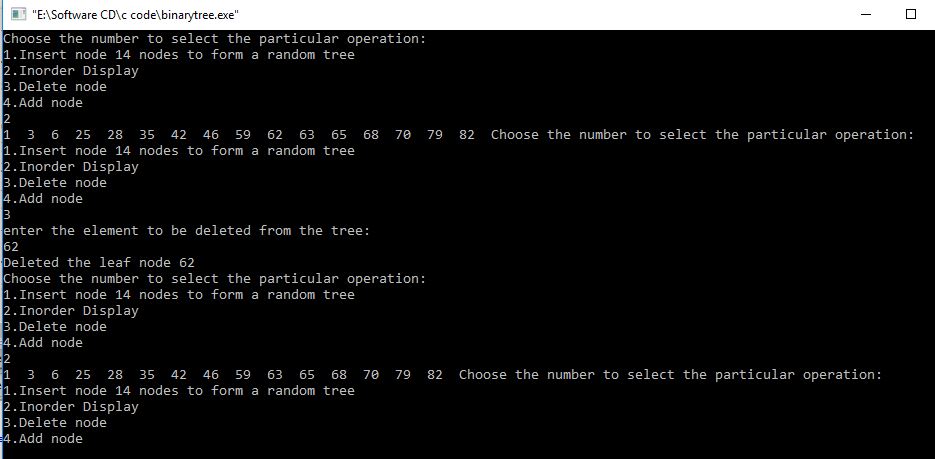 "E:\Software CD\c code\binarytree.exe"
Choose the number to select the particular operation:
1.Insert node 14 nodes to form a random tree
2.Inorder Display
3.Delete node
4.Add node
2
1  3  6  25  28  35  42  46  59  62  63  65  68  70  79  82  Choose the number to select the particular operation:
1.Insert node 14 nodes to form a random tree
2.Inorder Display
3.Delete node
4.Add node
3
enter the element to be deleted from the tree:
62
Deleted the leaf node 62
Choose the number to select the particular operation:
1.Insert node 14 nodes to form a random tree
2.Inorder Display
3.Delete node
4.Add node
2
1  3  6  25  28  35  42  46  59  63  65  68  70  79  82  Choose the number to select the particular operation:
1.Insert node 14 nodes to form a random tree
2.Inorder Display
3.Delete node
4.Add node